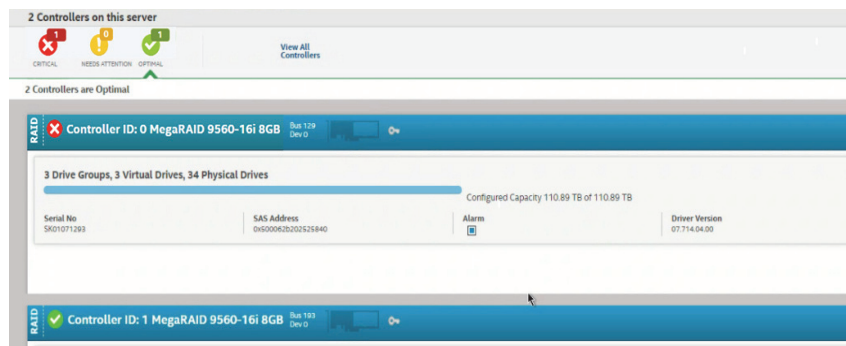 2 Controllers on this server
1
0
1
CRITICAL
NEEDS ATTENTION
OPTIMAL
View All
Controllers
2 Controllers are Optimal
RAID
Controller ID: 0 MegaRAID 9560-16i 8GB
Bus 129
Dev 0
3 Drive Groups, 3 Virtual Drives, 34 Physical Drives
Configured Capacity 110.89 TB of 110.89 TB
Serial No
SK01071293
SAS Address
0x500062b202525840
Alarm
Driver Version
07.714.04.00
RAID
Controller ID: 1 MegaRAID 9560-16i 8GB
Bus 193
Dev 0